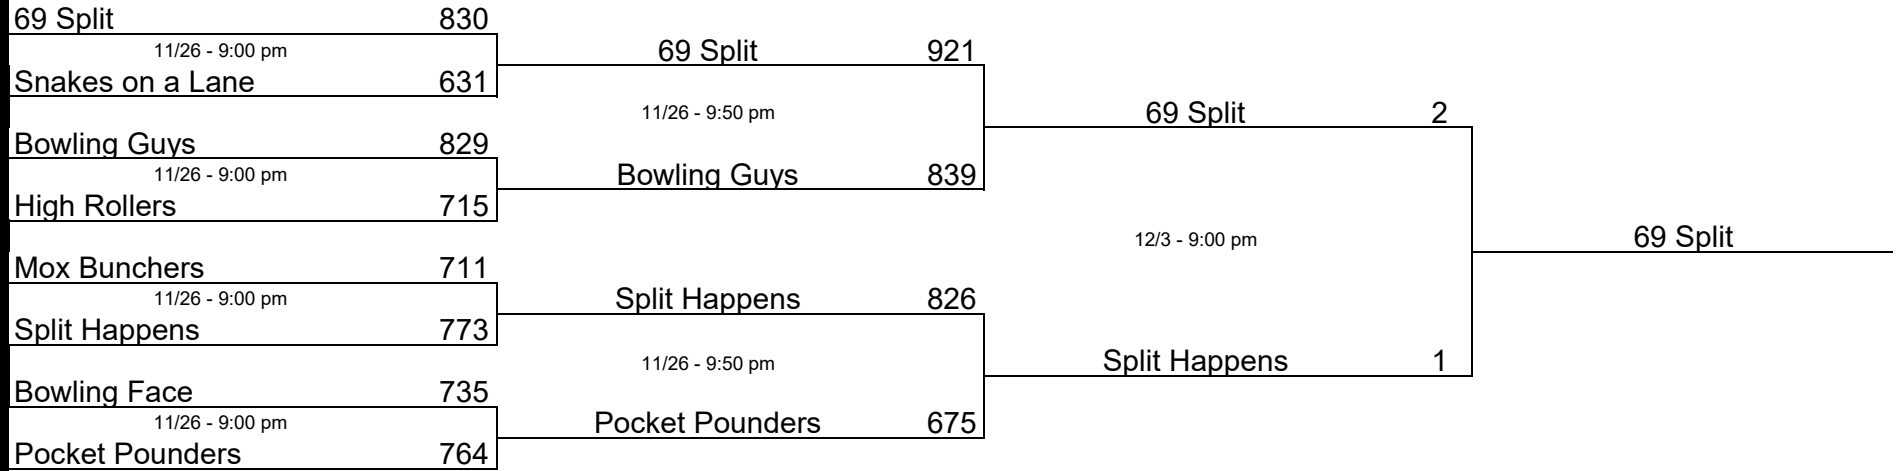 69 Split 830
11/26 - 9:00 pm
Snakes on a Lane 631
Bowling Guys 829
11/26 - 9:00 pm
High Rollers 715
Mox Bunchers 711
11/26 - 9:00 pm
Split Happens 773
Bowling Face 735
11/26 - 9:00 pm
Pocket Pounders 764
69 Split 921
11/26 - 9:50 pm
Bowling Guys 839
Split Happens 826
11/26 - 9:50 pm
Pocket Pounders 675
69 Split 2
12/3 - 9:00 pm
Split Happens 1
69 Split